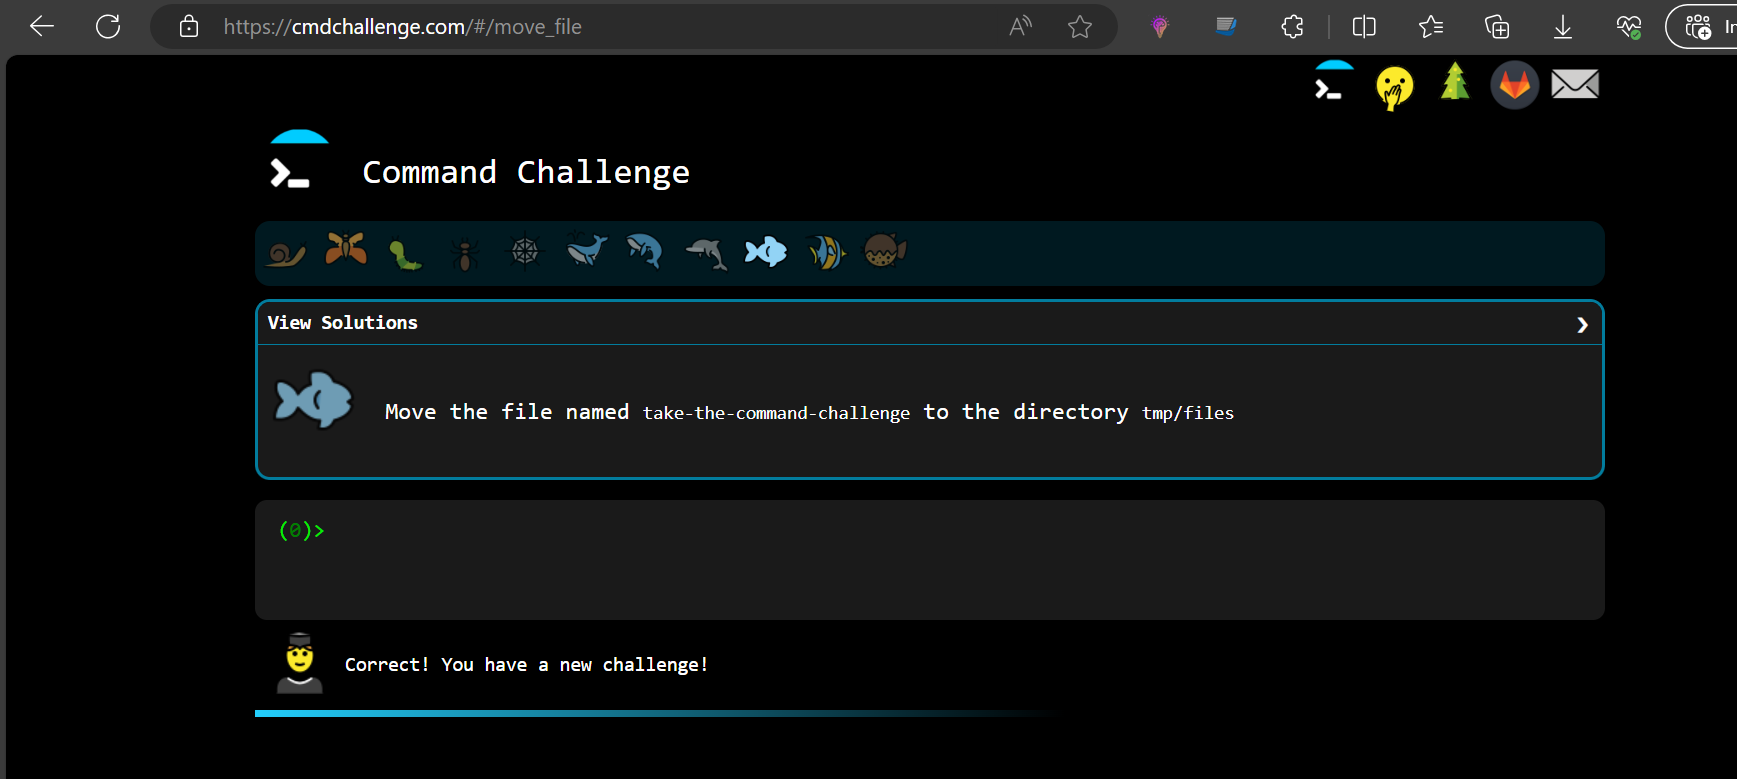 https://cmdchallenge.com/#/move_file
Command Challenge
View Solutions
Move the file named take-the-command-challenge to the directory tmp/files
(0)>
Correct! You have a new challenge!